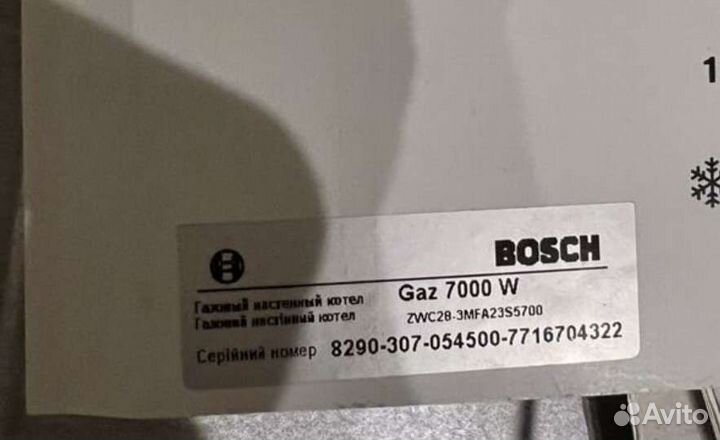 1
BOSCH
Газовый настенный котел Gaz 7000 W
Газовий настінний котел ZWC28-3MFA23S5700
Серійний номер 8290-307-054500-7716704322
Avito